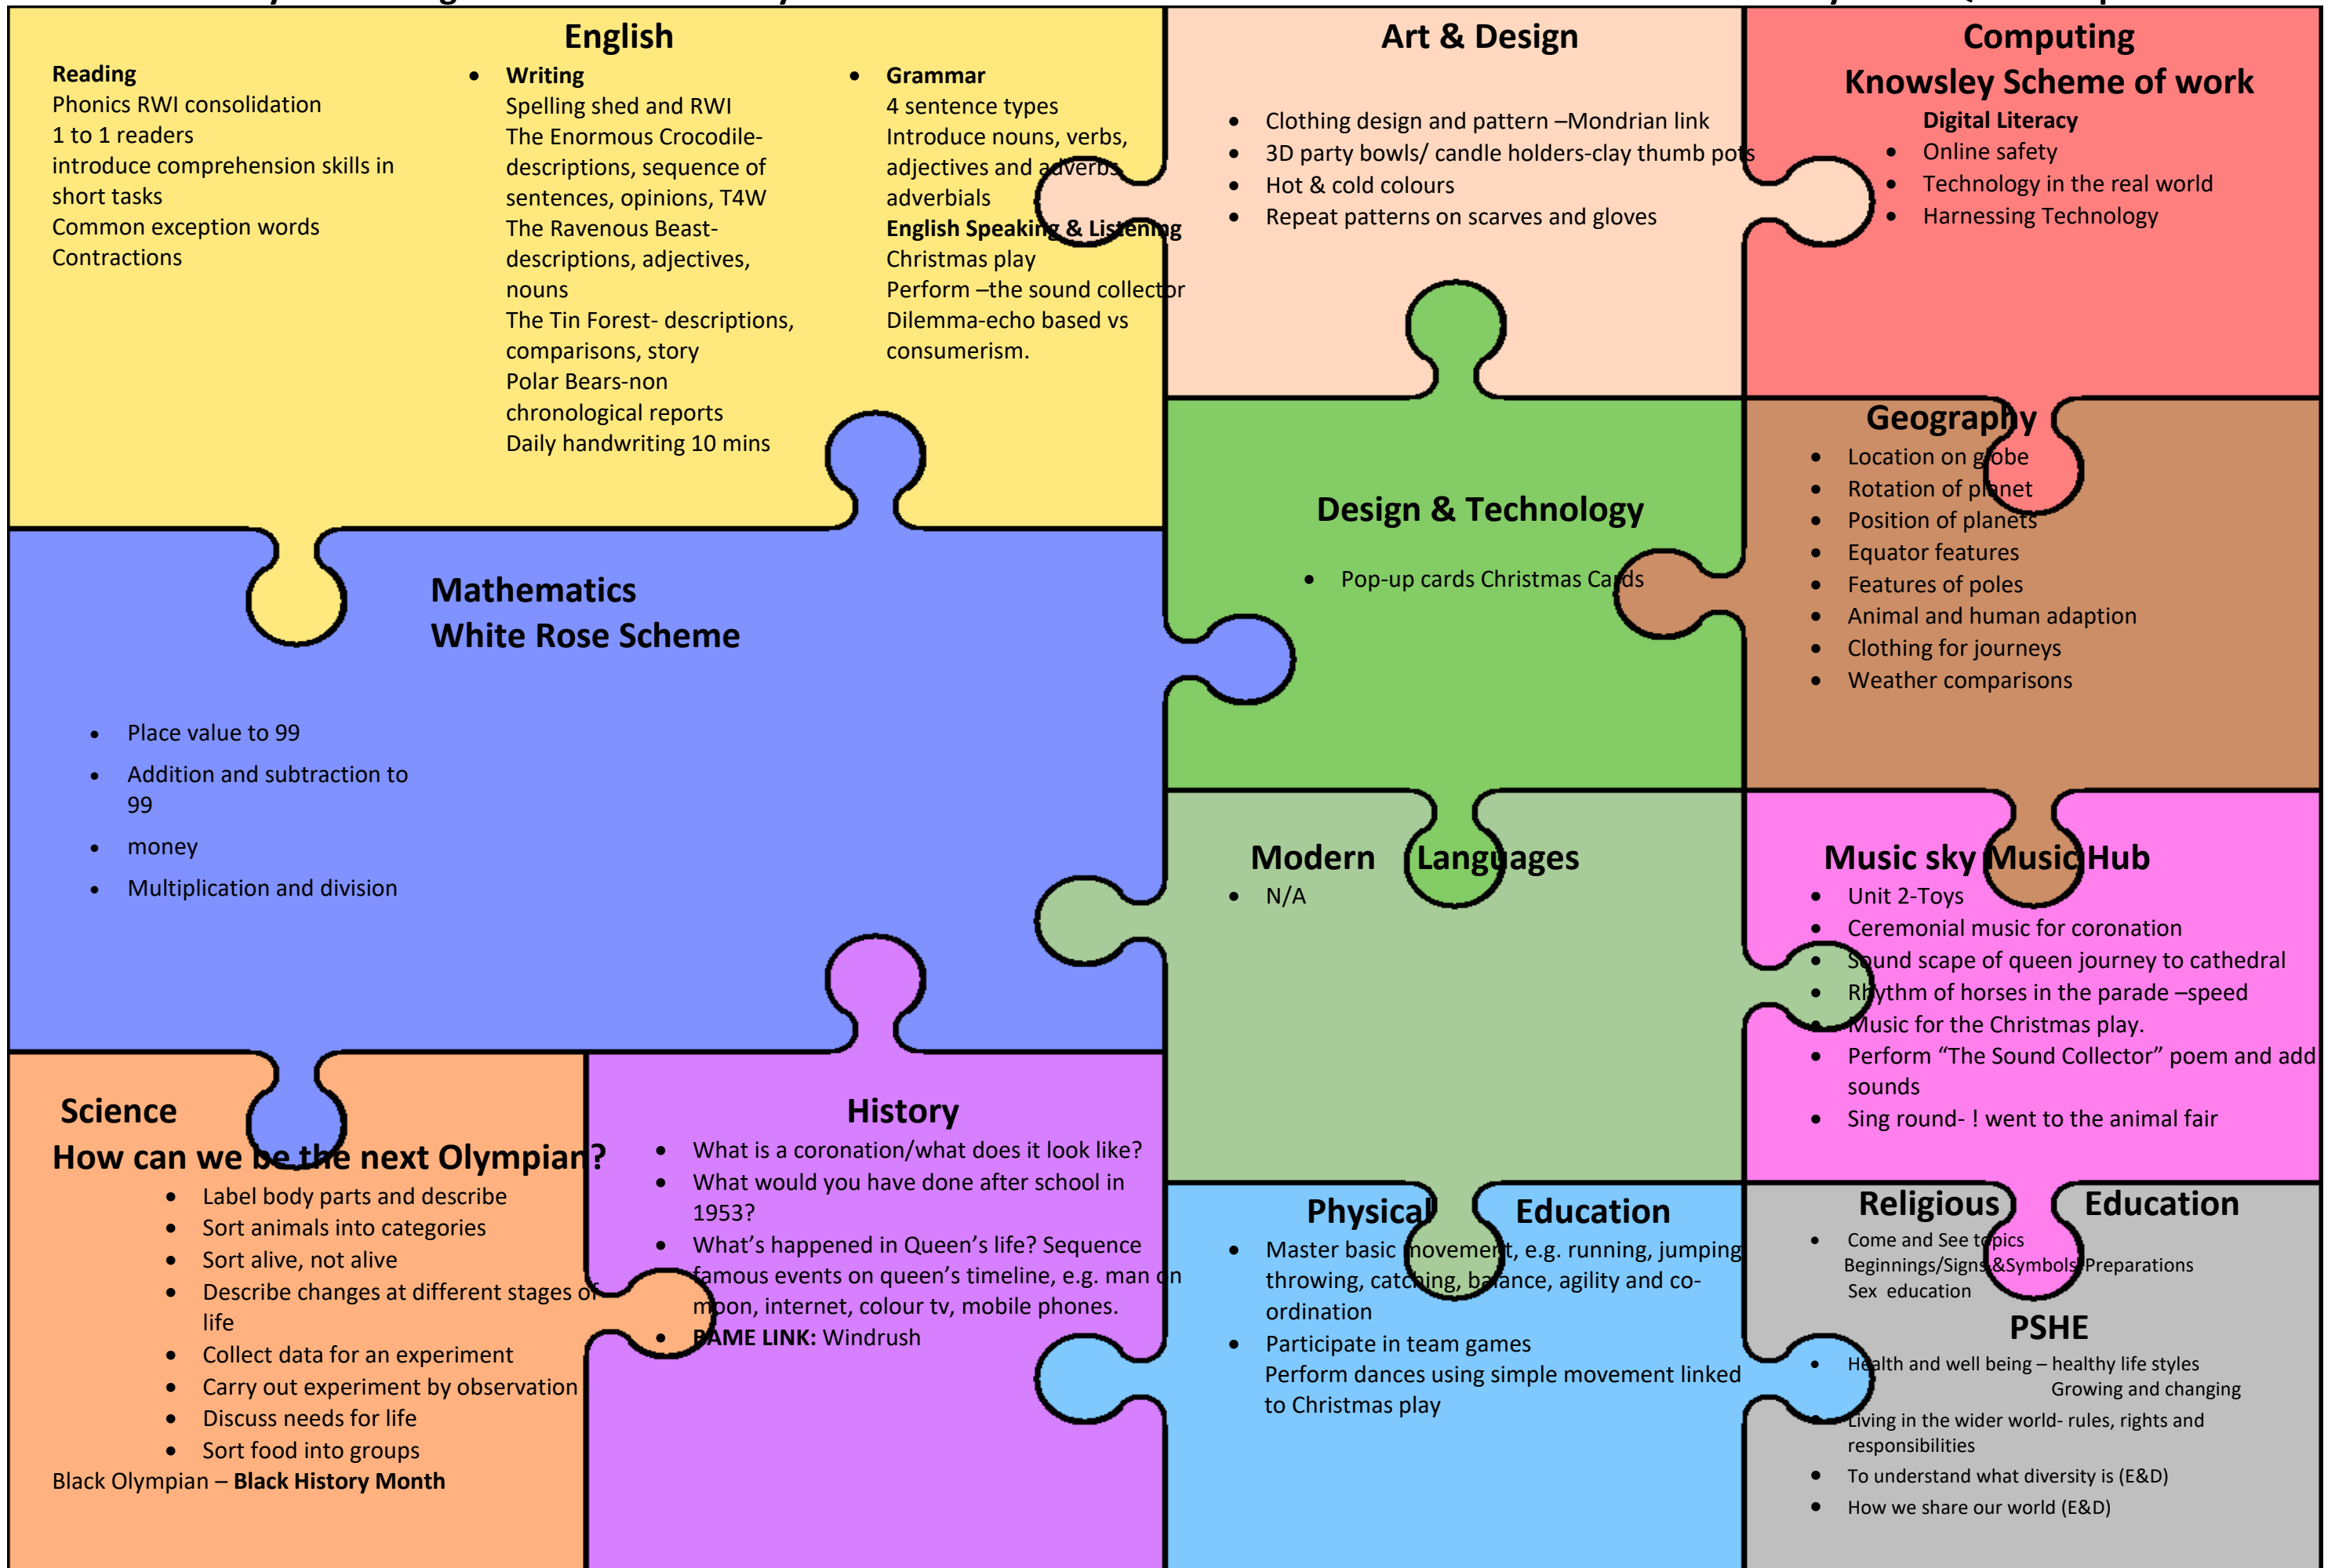 English
Reading
Phonics RWI consolidation
1 to 1 readers
introduce comprehension skills in
short tasks
Common exception words
Contractions
• Writing
Spelling shed and RWI
The Enormous Crocodile-
descriptions, sequence of
sentences, opinions, T4W
The Ravenous Beast-
descriptions, adjectives,
nouns
The Tin Forest- descriptions,
comparisons, story
Polar Bears-non
chronological reports
Daily handwriting 10 mins
• Grammar
4 sentence types
Introduce nouns, verbs,
adjectives and adverbs
adverbials
English Speaking & Listening
Christmas play
Perform –the sound collector
Dilemma-echo based vs
consumerism.
Art & Design
• Clothing design and pattern –Mondrian link
• 3D party bowls/ candle holders-clay thumb pots
• Hot & cold colours
• Repeat patterns on scarves and gloves
Computing
Knowsley Scheme of work
Digital Literacy
• Online safety
• Technology in the real world
• Harnessing Technology
Mathematics
White Rose Scheme
• Place value to 99
• Addition and subtraction to
99
• money
• Multiplication and division
Design & Technology
• Pop-up cards Christmas Cards
Geography
• Location on globe
• Rotation of planet
• Position of planets
• Equator features
• Features of poles
• Animal and human adaption
• Clothing for journeys
• Weather comparisons
Modern Languages
• N/A
Music sky Music Hub
• Unit 2-Toys
• Ceremonial music for coronation
• Sound scape of queen journey to cathedral
• Rhythm of horses in the parade –speed
• Music for the Christmas play.
• Perform “The Sound Collector” poem and add
sounds
• Sing round- ! went to the animal fair
Science
How can we be the next Olympian?
• Label body parts and describe
• Sort animals into categories
• Sort alive, not alive
• Describe changes at different stages of
life
• Collect data for an experiment
• Carry out experiment by observation
• Discuss needs for life
• Sort food into groups
Black Olympian – Black History Month
History
• What is a coronation/what does it look like?
• What would you have done after school in
1953?
• What’s happened in Queen’s life? Sequence
famous events on queen’s timeline, e.g. man on
moon, internet, colour tv, mobile phones.
• BAME LINK: Windrush
Physical Education
• Master basic movement, e.g. running, jumping
throwing, catching, balance, agility and co-
ordination
• Participate in team games
Perform dances using simple movement linked
to Christmas play
Religious Education
• Come and See topics
Beginnings/Signs &Symbols/Preparations
Sex education
PSHE
• Health and well being – healthy life styles
Growing and changing
• Living in the wider world- rules, rights and
responsibilities
• To understand what diversity is (E&D)
• How we share our world (E&D)